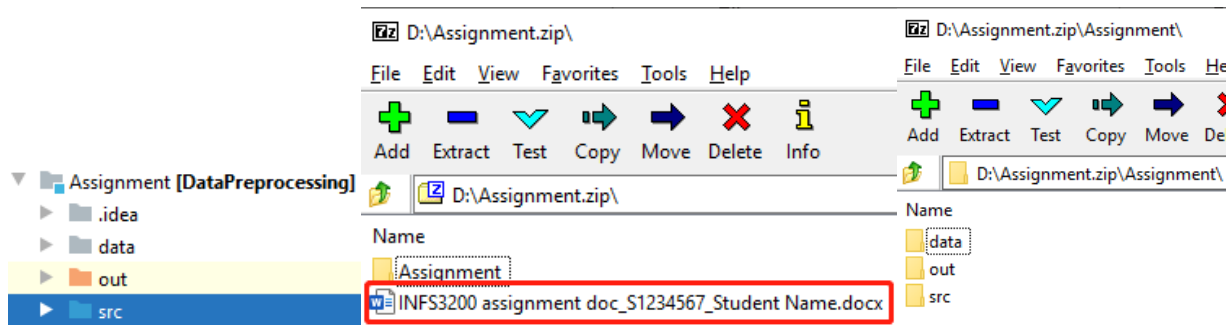 Assignment [DataPreprocessing]
.idea
data
out
src
7z D:\Assignment.zip\
File Edit View Favorites Tools Help
Add Extract Test Copy Move Delete Info
D:\Assignment.zip\
Name
Assignment
INFS3200 assignment doc_S1234567_Student Name.docx
7z D:\Assignment.zip\Assignment\
File Edit View Favorites Tools He
Add Extract Test Copy Move De
D:\Assignment.zip\Assignment\
Name
data
out
src